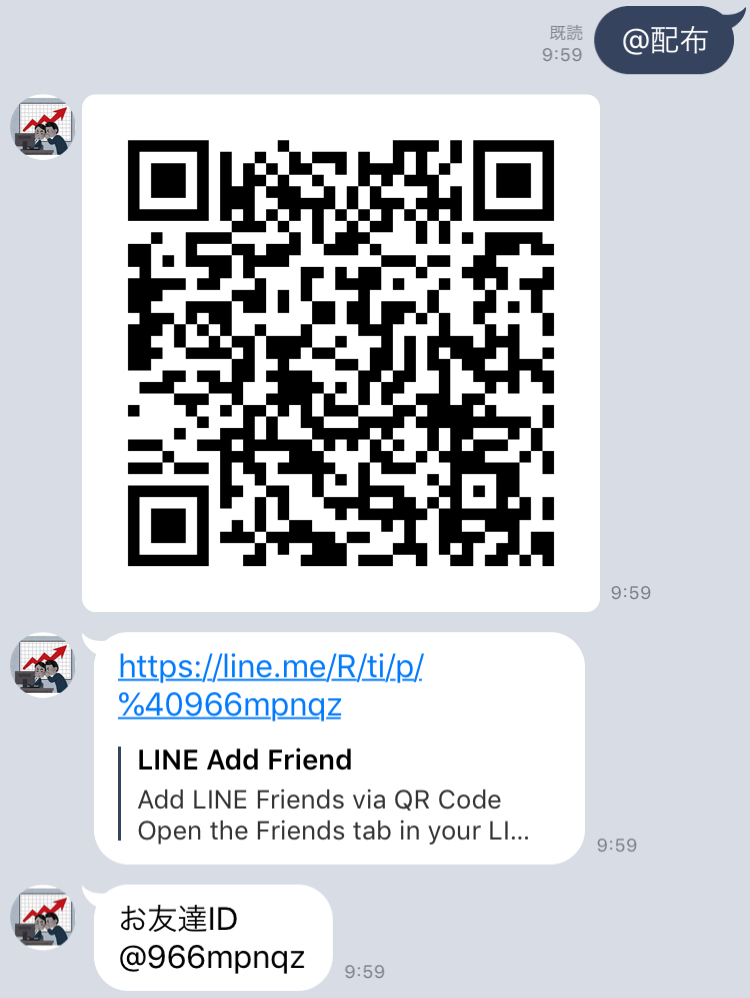 @配布
既読
9:59
9:59
https://line.me/R/ti/p/
%40966mpnqz
LINE Add Friend
Add LINE Friends via QR Code
Open the Friends tab in your LI...
9:59
お友達ID
@966mpnqz
9:59